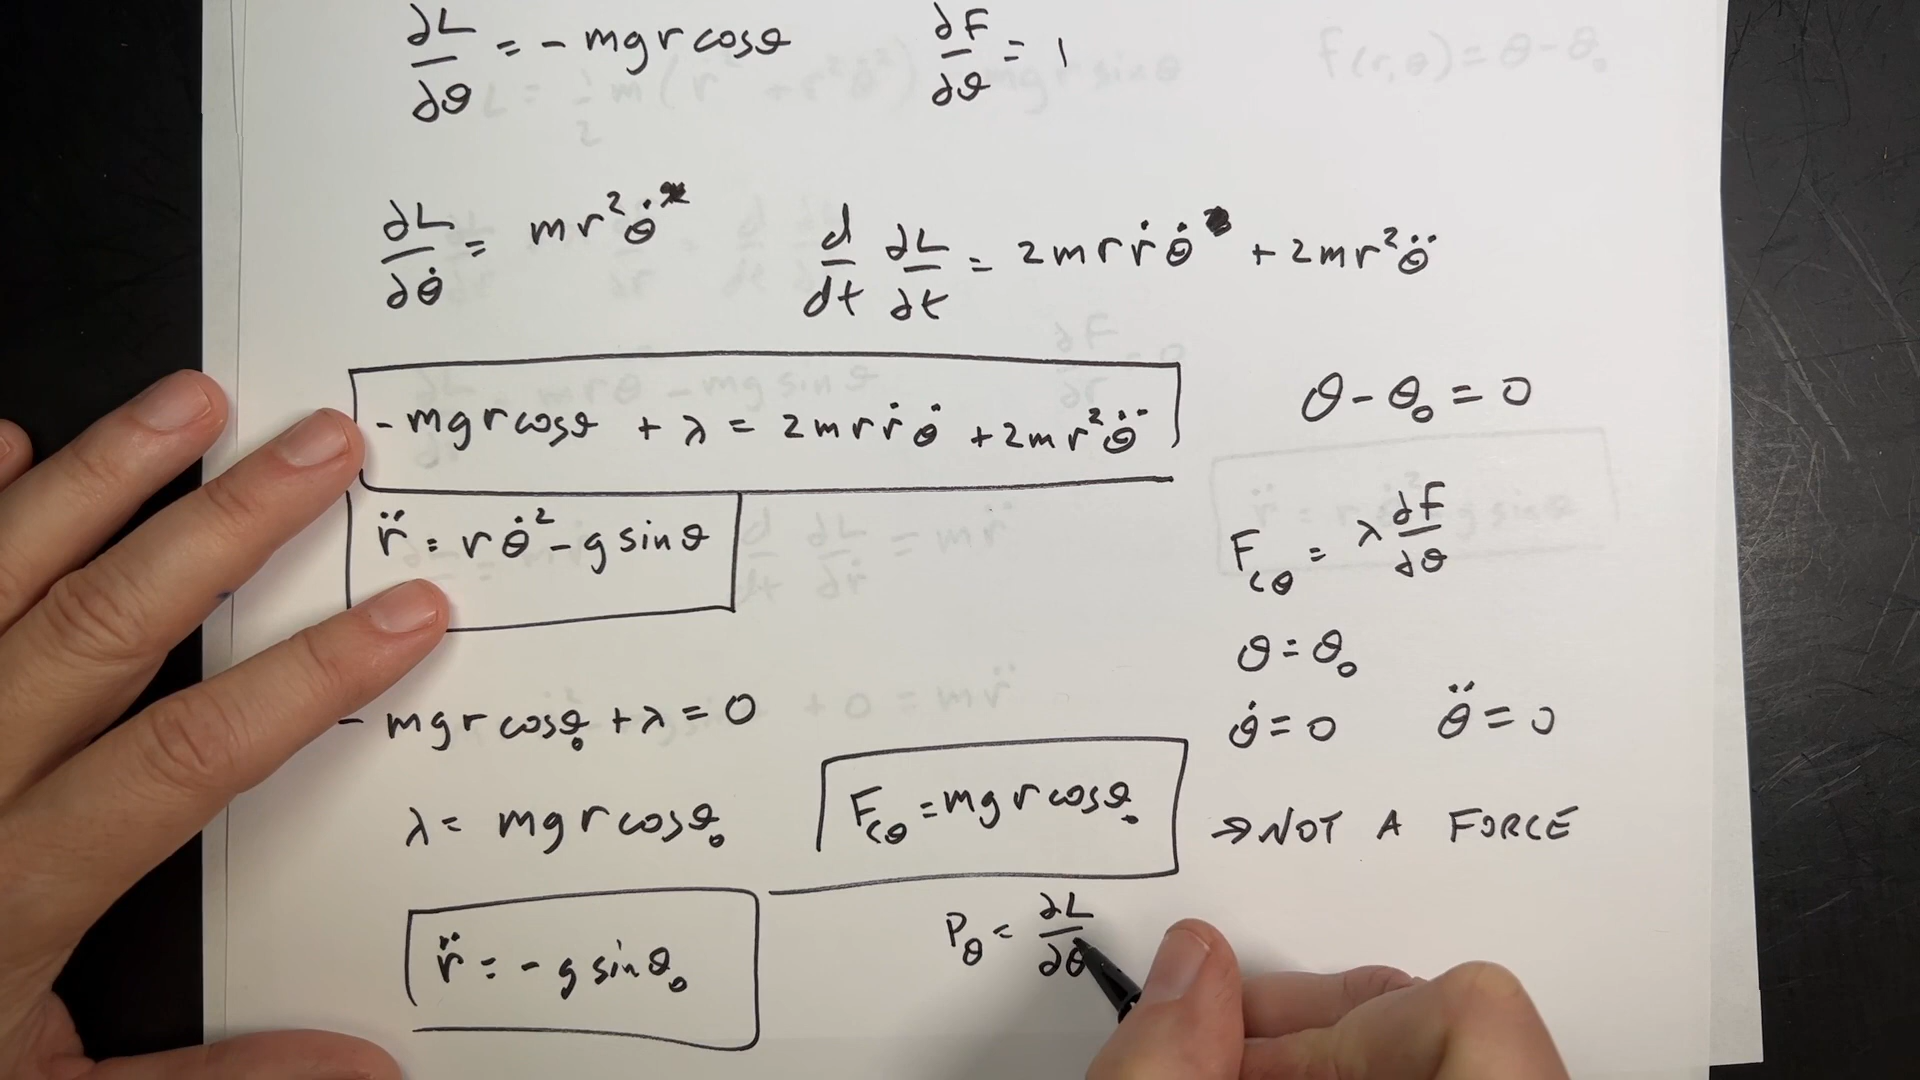 ∂L/∂θ = - mgr cosθ   ∂F/∂θ = 1
∂L/∂θ̇ = mr²θ̇   d/dt ∂L/∂t = 2mrṙθ̇ + 2mr²θ̈
- mgr cosθ + λ = 2mrṙθ̇ + 2mr²θ̈   θ - θ₀ = 0
r̈ = rθ̇² - g sinθ   F_cθ = λ ∂F/∂θ
θ = θ₀
- mgr cosθ₀ + λ = 0   θ̇ = 0   θ̈ = 0
λ = mgr cosθ₀   F_cθ = mgr cosθ₀   → NOT A FORCE
r̈ = - g sinθ₀   P_θ = ∂L/∂θ